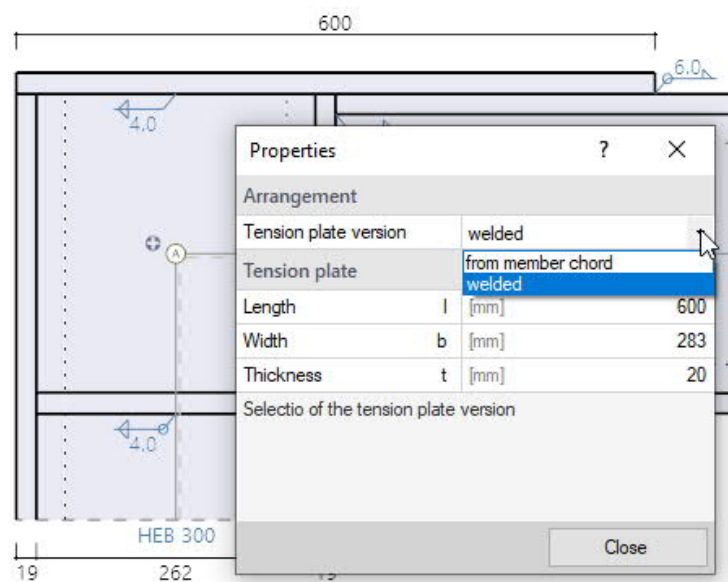 600
6.0
4.0
Properties ? X
Arrangement
Tension plate version welded
A
from member chord
Tension plate
welded
Length l [mm] 600
Width b [mm] 283
Thickness t [mm] 20
Selectio of the tension plate version
4.0
HEB 300
Close
19 262 19